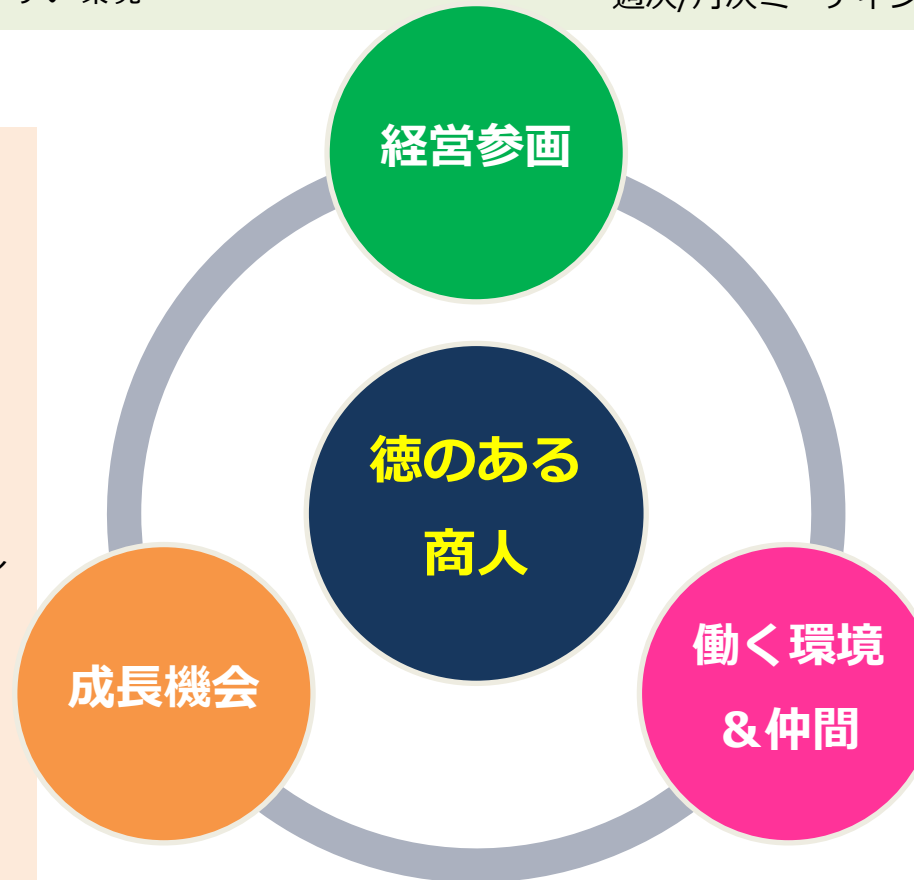 経営参画
徳のある
商人
成長機会
働く環境
＆仲間